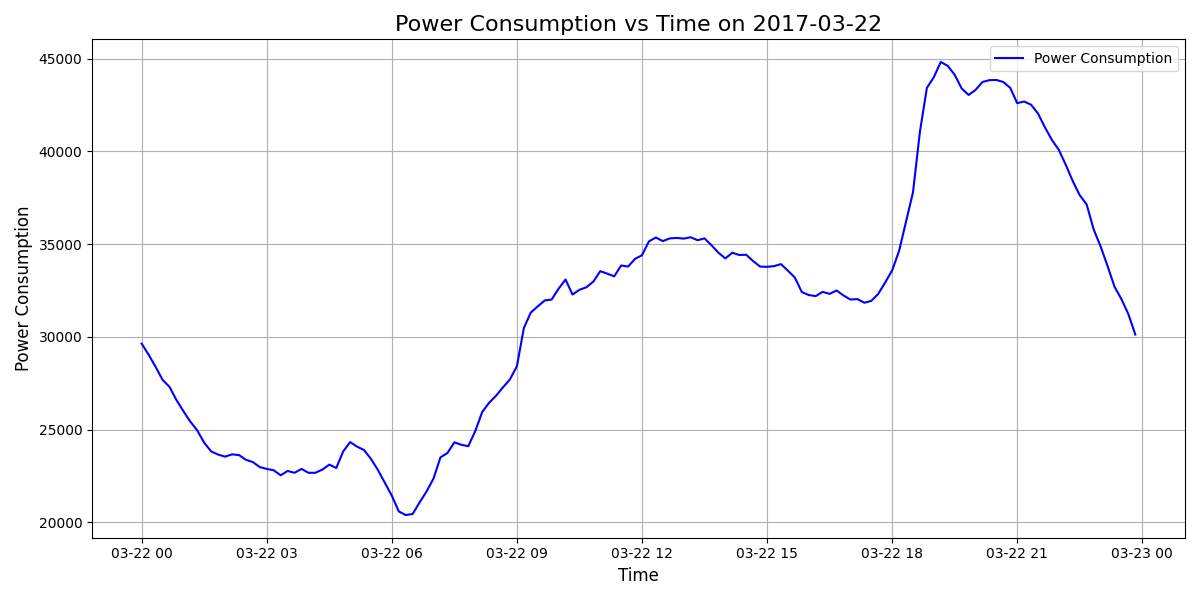 Power Consumption vs Time on 2017-03-22
Power Consumption
45000
40000
35000
30000
25000
20000
Power Consumption
03-22 00 03-22 03 03-22 06 03-22 09 03-22 12 03-22 15 03-22 18 03-22 21 03-23 00
Time